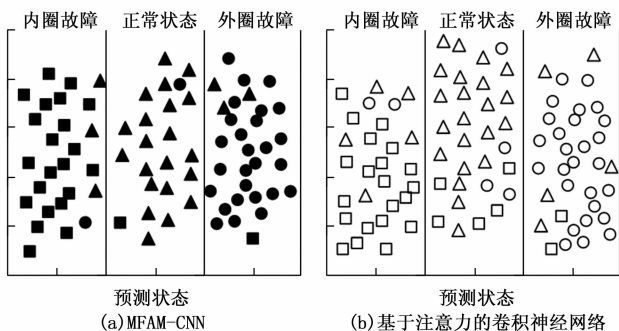 内圈故障 正常状态 外圈故障
内圈故障 正常状态 外圈故障
预测状态
(a)MFAM-CNN
预测状态
(b)基于注意力的卷积神经网络